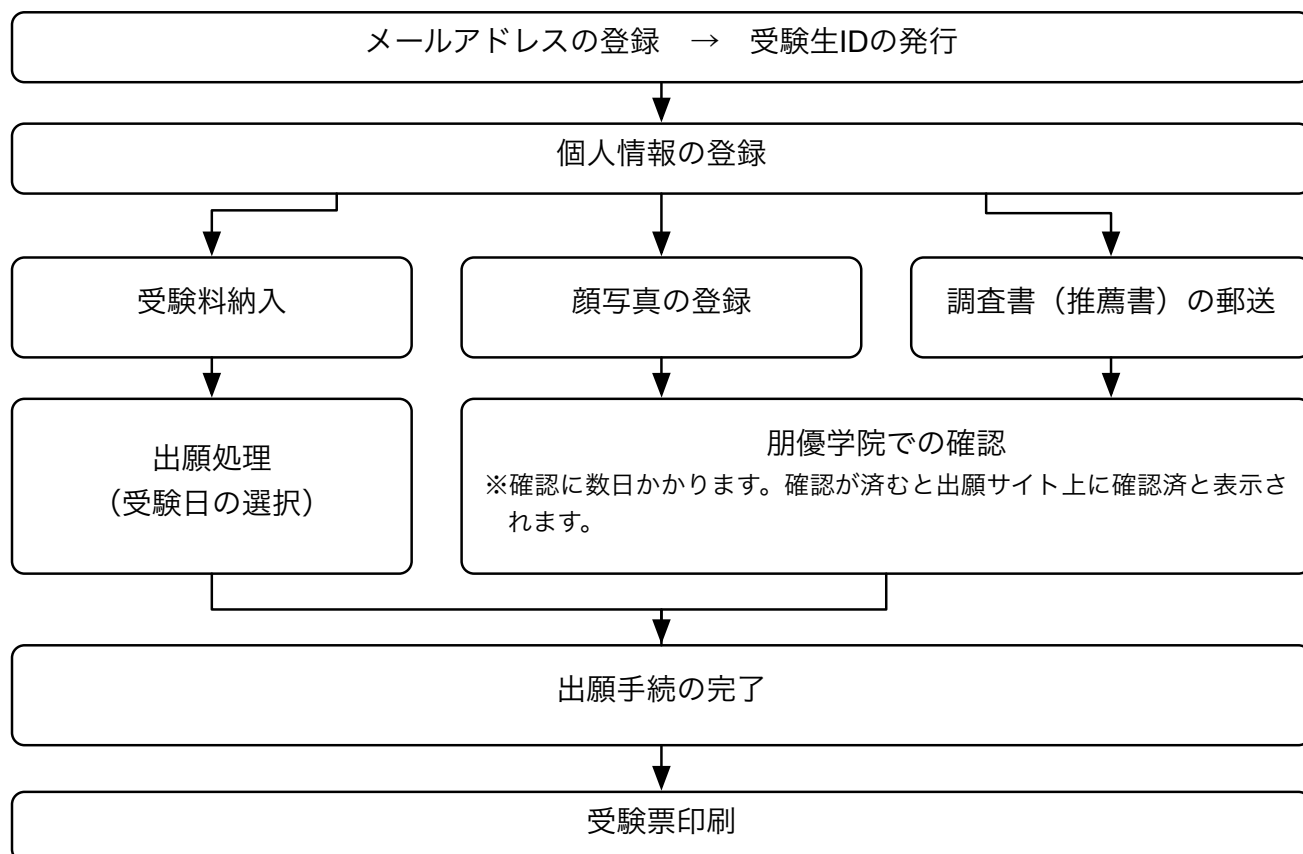 メールアドレスの登録　→　受験生IDの発行
個人情報の登録
受験料納入
顔写真の登録
調査書（推薦書）の郵送
出願処理
（受験日の選択）
朋優学院での確認
※確認に数日かかります。確認が済むと出願サイト上に確認済と表示さ
れます。
出願手続の完了
受験票印刷